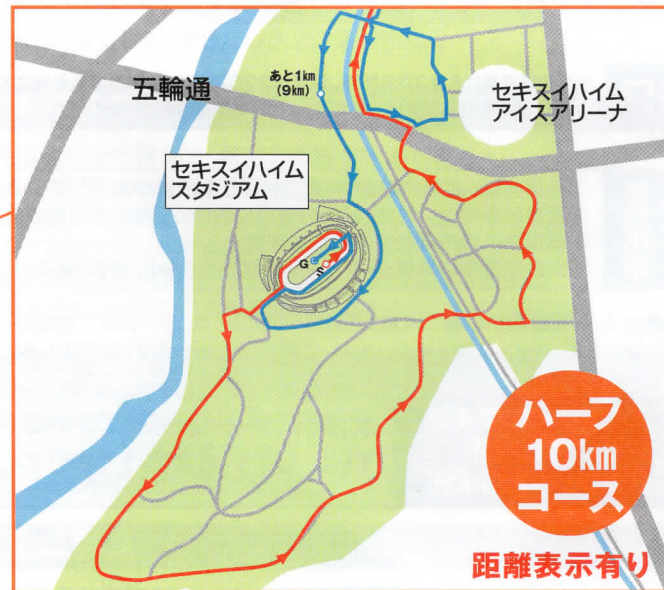 五輪通
あと1km
(9km)
セキスイハイム
アイスアリーナ
セキスイハイム
スタジアム
G
S
ハーフ
10km
コース
距離表示有り